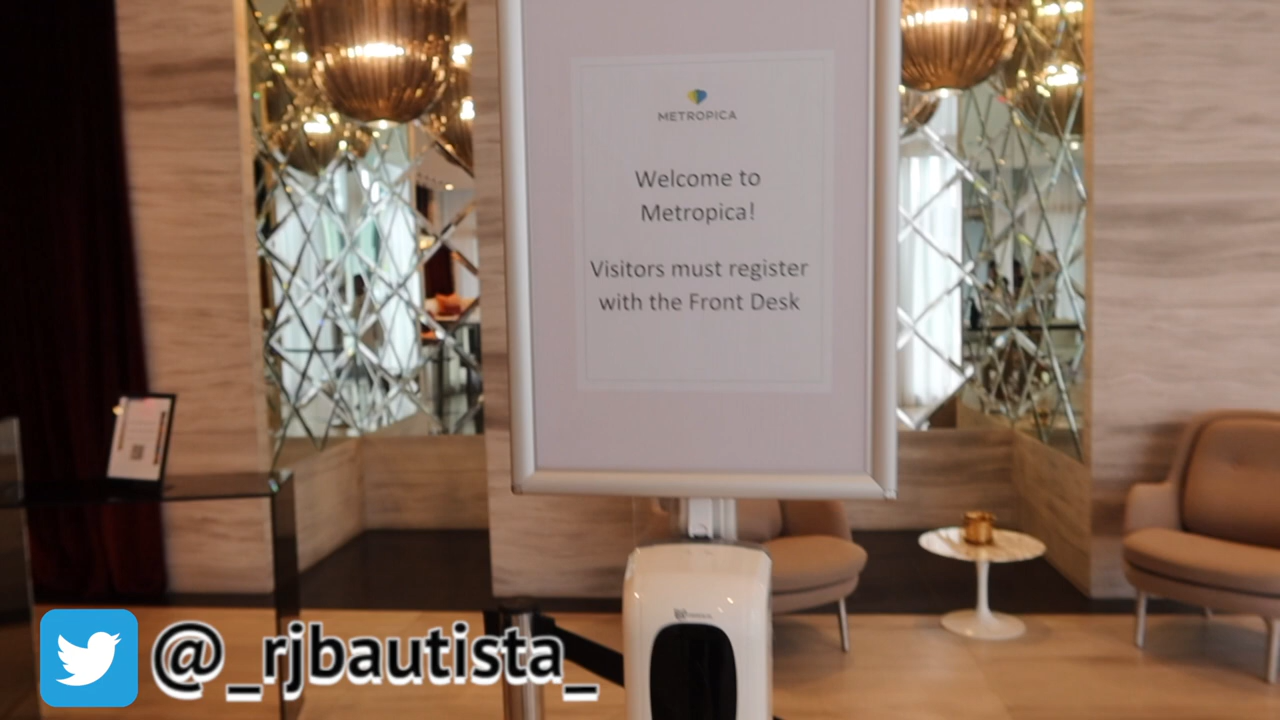 METROPICA
Welcome to
Metropica!
Visitors must register
with the Front Desk
@_rjbautista_